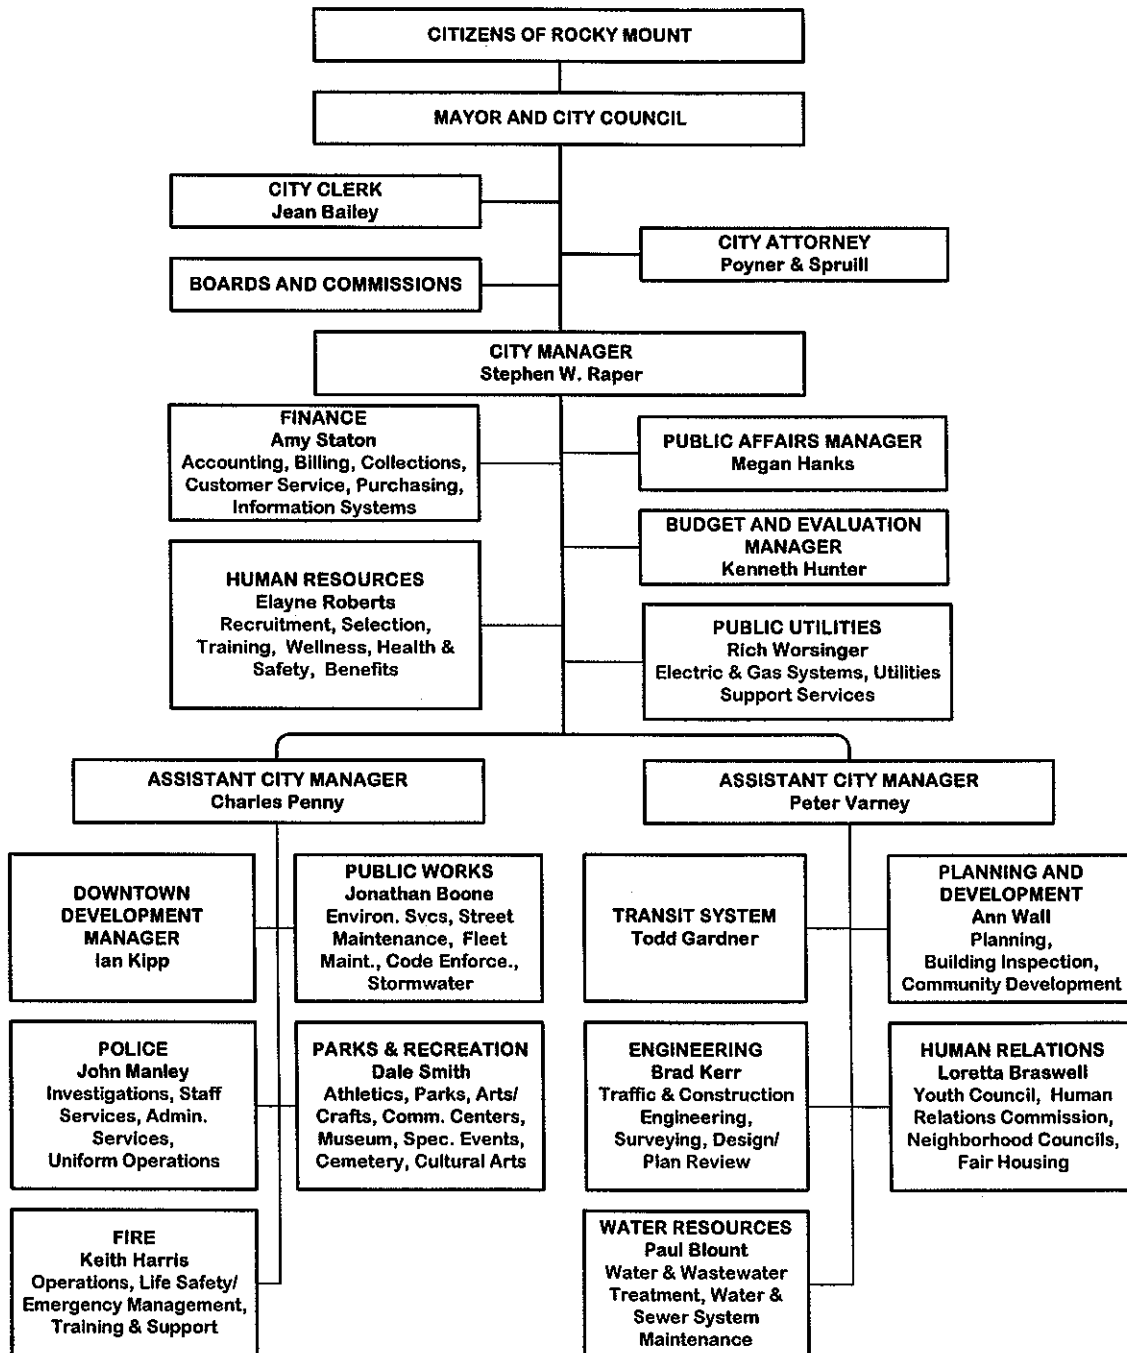 CITIZENS OF ROCKY MOUNT
MAYOR AND CITY COUNCIL
CITY CLERK
Jean Bailey
CITY ATTORNEY
Poyner & Spruill
BOARDS AND COMMISSIONS
CITY MANAGER
Stephen W. Raper
FINANCE
Amy Staton
Accounting, Billing, Collections,
Customer Service, Purchasing,
Information Systems
PUBLIC AFFAIRS MANAGER
Megan Hanks
BUDGET AND EVALUATION
MANAGER
Kenneth Hunter
HUMAN RESOURCES
Elayne Roberts
Recruitment, Selection,
Training, Wellness, Health &
Safety, Benefits
PUBLIC UTILITIES
Rich Worsinger
Electric & Gas Systems, Utilities
Support Services
ASSISTANT CITY MANAGER
Charles Penny
ASSISTANT CITY MANAGER
Peter Varney
DOWNTOWN
DEVELOPMENT
MANAGER
Ian Kipp
PUBLIC WORKS
Jonathan Boone
Environ. Svcs, Street
Maintenance, Fleet
Maint., Code Enforce.,
Stormwater
TRANSIT SYSTEM
Todd Gardner
PLANNING AND
DEVELOPMENT
Ann Wall
Planning,
Building Inspection,
Community Development
POLICE
John Manley
Investigations, Staff
Services, Admin.
Services,
Uniform Operations
PARKS & RECREATION
Dale Smith
Athletics, Parks, Arts/
Crafts, Comm. Centers,
Museum, Spec. Events,
Cemetery, Cultural Arts
ENGINEERING
Brad Kerr
Traffic & Construction
Engineering,
Surveying, Design/
Plan Review
HUMAN RELATIONS
Loretta Braswell
Youth Council, Human
Relations Commission,
Neighborhood Councils,
Fair Housing
FIRE
Keith Harris
Operations, Life Safety/
Emergency Management,
Training & Support
WATER RESOURCES
Paul Blount
Water & Wastewater
Treatment, Water &
Sewer System
Maintenance